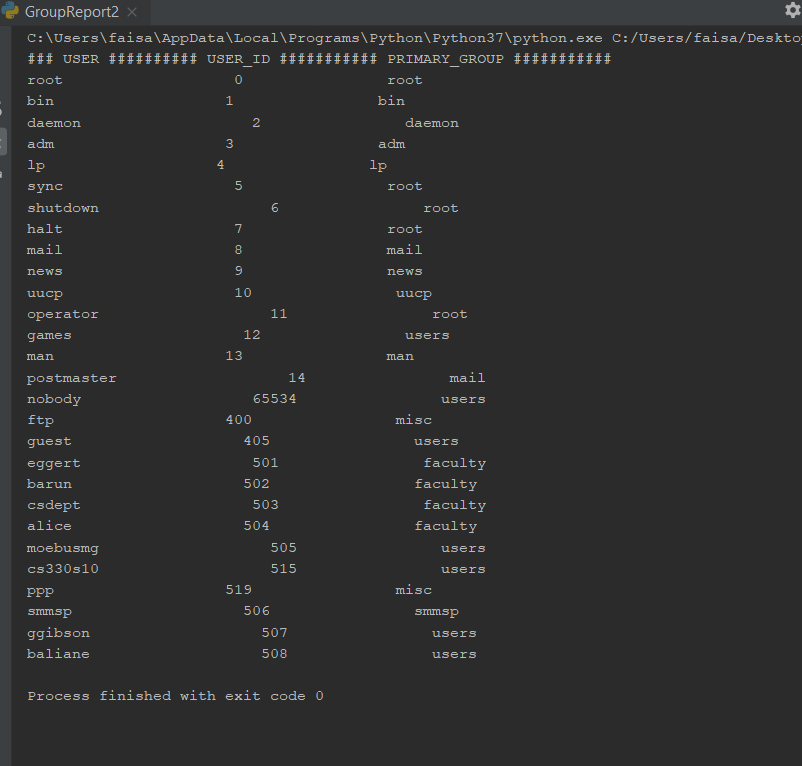 GroupReport2
C:\Users\faisa\AppData\Local\Programs\Python\Python37\python.exe C:/Users/faisa/Deskto
### USER ########## USER_ID ########### PRIMARY_GROUP ###########
root 0 root
bin 1 bin
daemon 2 daemon
adm 3 adm
lp 4 lp
sync 5 root
shutdown 6 root
halt 7 root
mail 8 mail
news 9 news
uucp 10 uucp
operator 11 root
games 12 users
man 13 man
postmaster 14 mail
nobody 65534 users
ftp 400 misc
guest 405 users
eggert 501 faculty
barun 502 faculty
csdept 503 faculty
alice 504 faculty
moebusmg 505 users
cs330s10 515 users
ppp 519 misc
smmsp 506 smmsp
ggibson 507 users
baliane 508 users
Process finished with exit code 0